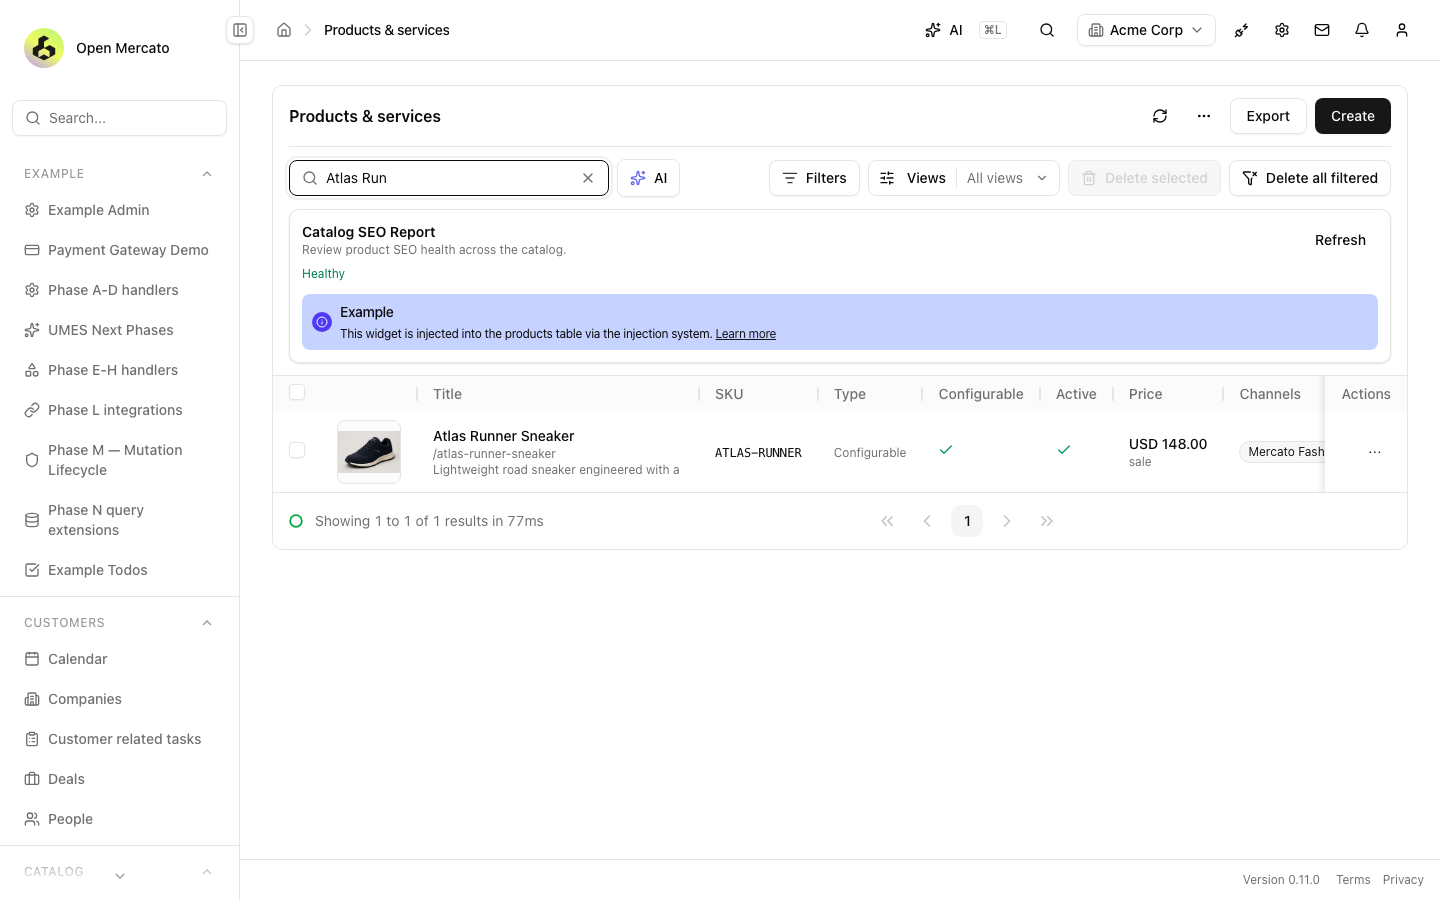 Open Mercato
Products & services
AI
⌘L
Acme Corp
Search...
EXAMPLE
Example Admin
Payment Gateway Demo
Phase A-D handlers
UMES Next Phases
Phase E-H handlers
Phase L integrations
Phase M — Mutation
Lifecycle
Phase N query
extensions
Example Todos
CUSTOMERS
Calendar
Companies
Customer related tasks
Deals
People
CATALOG
Products & services
Export
Create
Atlas Run
AI
Filters
Views
All views
Delete selected
Delete all filtered
Catalog SEO Report
Review product SEO health across the catalog.
Refresh
Healthy
Example
This widget is injected into the products table via the injection system. Learn more
Title
SKU
Type
Configurable
Active
Price
Channels
Actions
Atlas Runner Sneaker
/atlas-runner-sneaker
Lightweight road sneaker engineered with a
ATLAS-RUNNER
Configurable
USD 148.00
sale
Mercato Fash
Showing 1 to 1 of 1 results in 77ms
1
Version 0.11.0
Terms
Privacy